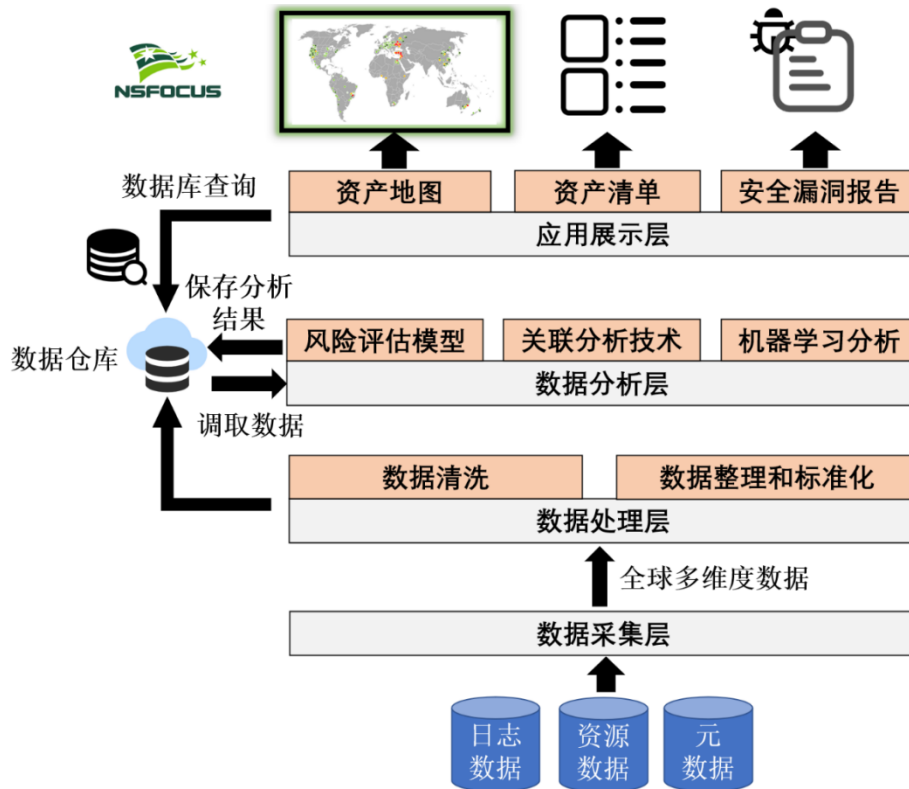 NSFOCUS
数据库查询
资产地图
资产清单
安全漏洞报告
应用展示层
保存分析
结果
数据仓库
风险评估模型
关联分析技术
机器学习分析
数据分析层
调取数据
数据清洗
数据整理和标准化
数据处理层
全球多维度数据
数据采集层
日志
数据
资源
数据
元
数据